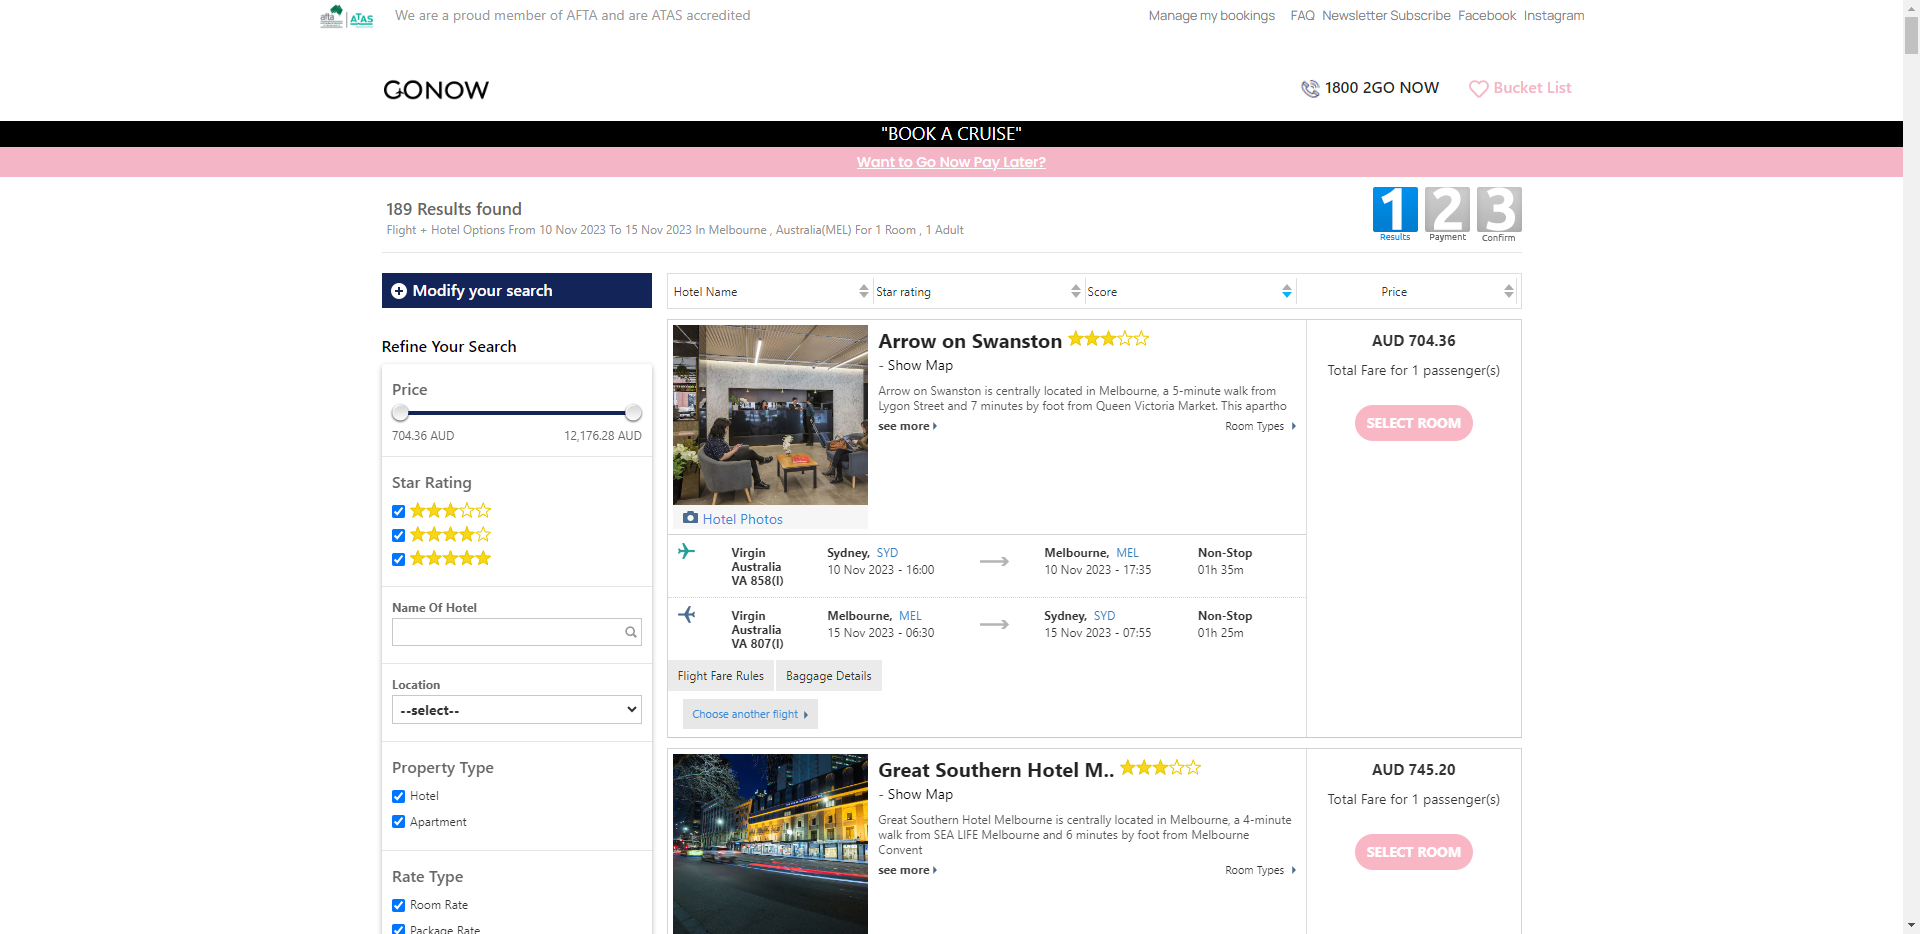 afta ATAS We are a proud member of AFTA and are ATAS accredited
Manage my bookings FAQ Newsletter Subscribe Facebook Instagram
GONOW
1800 2GO NOW Bucket List
"BOOK A CRUISE"
Want to Go Now Pay Later?
189 Results found
Flight + Hotel Options From 10 Nov 2023 To 15 Nov 2023 In Melbourne , Australia(MEL) For 1 Room , 1 Adult
1 2 3
Results Payment Confirm
Modify your search
Refine Your Search
Price
704.36 AUD 12,176.28 AUD
Star Rating
Name Of Hotel
Location
--select--
Property Type
Hotel
Apartment
Rate Type
Room Rate
Package Rate
Hotel Name Star rating Score Price
Arrow on Swanston
- Show Map
Arrow on Swanston is centrally located in Melbourne, a 5-minute walk from
Lygon Street and 7 minutes by foot from Queen Victoria Market. This apartho
see more Room Types
Hotel Photos
AUD 704.36
Total Fare for 1 passenger(s)
SELECT ROOM
Virgin Australia VA 858(I)
Sydney, SYD
10 Nov 2023 - 16:00
Melbourne, MEL
10 Nov 2023 - 17:35
Non-Stop
01h 35m
Virgin Australia VA 807(I)
Melbourne, MEL
15 Nov 2023 - 06:30
Sydney, SYD
15 Nov 2023 - 07:55
Non-Stop
01h 25m
Flight Fare Rules Baggage Details
Choose another flight
Great Southern Hotel M..
- Show Map
Great Southern Hotel Melbourne is centrally located in Melbourne, a 4-minute
walk from SEA LIFE Melbourne and 6 minutes by foot from Melbourne
Convent
see more Room Types
AUD 745.20
Total Fare for 1 passenger(s)
SELECT ROOM